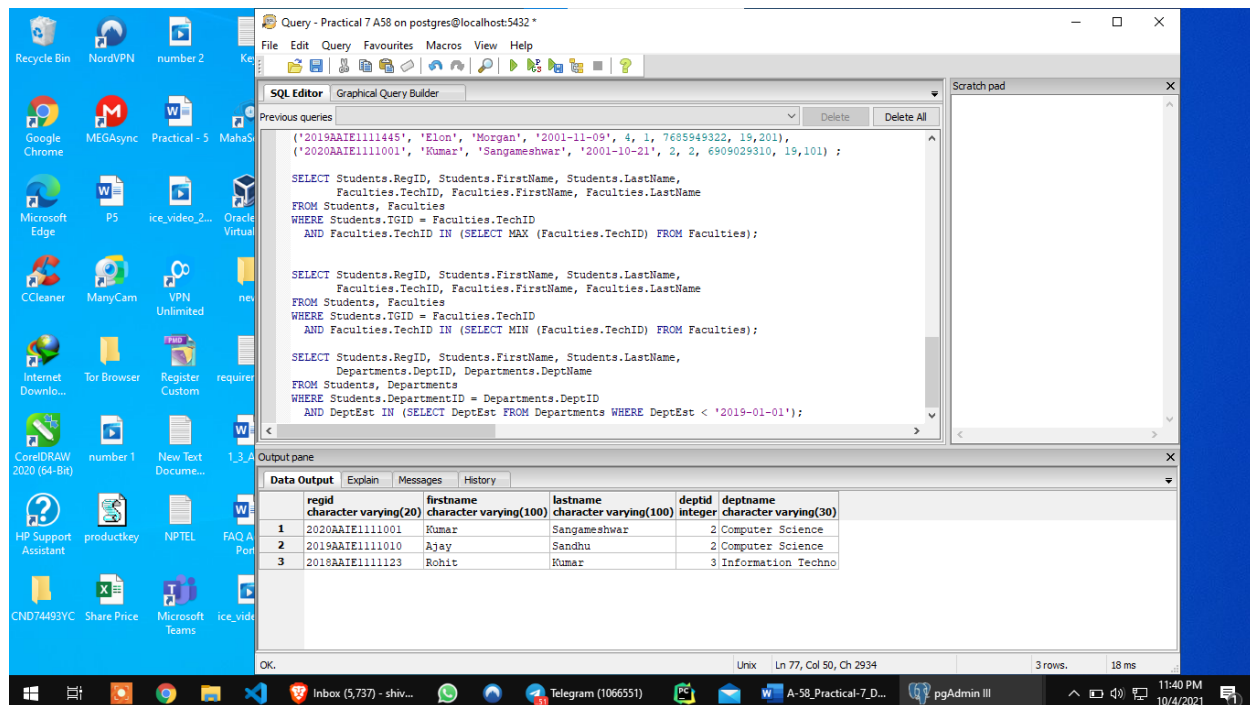 Query - Practical 7 A58 on postgres@localhost:5432 *
File Edit Query Favourites Macros View Help
SQL Editor Graphical Query Builder
Previous queries Delete Delete All
('2019AAIE1111445', 'Elon', 'Morgan', '2001-11-09', 4, 1, 7685949322, 19,201),
('2020AAIE1111001', 'Kumar', 'Sangameshwar', '2001-10-21', 2, 2, 6909029310, 19,101) ;
SELECT Students.RegID, Students.FirstName, Students.LastName,
Faculties.TechID, Faculties.FirstName, Faculties.LastName
FROM Students, Faculties
WHERE Students.TGID = Faculties.TechID
AND Faculties.TechID IN (SELECT MAX (Faculties.TechID) FROM Faculties);
SELECT Students.RegID, Students.FirstName, Students.LastName,
Faculties.TechID, Faculties.FirstName, Faculties.LastName
FROM Students, Faculties
WHERE Students.TGID = Faculties.TechID
AND Faculties.TechID IN (SELECT MIN (Faculties.TechID) FROM Faculties);
SELECT Students.RegID, Students.FirstName, Students.LastName,
Departments.DeptID, Departments.DeptName
FROM Students, Departments
WHERE Students.DepartmentID = Departments.DeptID
AND DeptEst IN (SELECT DeptEst FROM Departments WHERE DeptEst < '2019-01-01');
Scratch pad
Output pane
Data Output Explain Messages History
regid firstname lastname deptid deptname
character varying(20) character varying(100) character varying(100) integer character varying(30)
1 2020AAIE1111001 Kumar Sangameshwar 2 Computer Science
2 2019AAIE1111010 Ajay Sandhu 2 Computer Science
3 2018AAIE1111123 Rohit Kumar 3 Information Techno
OK. Unix Ln 77, Col 50, Ch 2934 3 rows. 18 ms
Recycle Bin NordVPN number 2 Ke
Google Chrome MEGAsync Practical - 5 MahaS
Microsoft Edge P5 ice_video_2... Oracle Virtual
CCleaner ManyCam VPN Unlimited nev
Internet Downlo... Tor Browser Register Custom requirer
CorelDRAW 2020 (64-Bit) number 1 New Text Docume... 1_3_A
HP Support Assistant productkey NPTEL FAQ A Port
CND74493YC Share Price Microsoft Teams ice_vide
Inbox (5,737) - shiv... Telegram (1066551) A-58_Practical-7_D... pgAdmin III
11:40 PM
10/4/2021